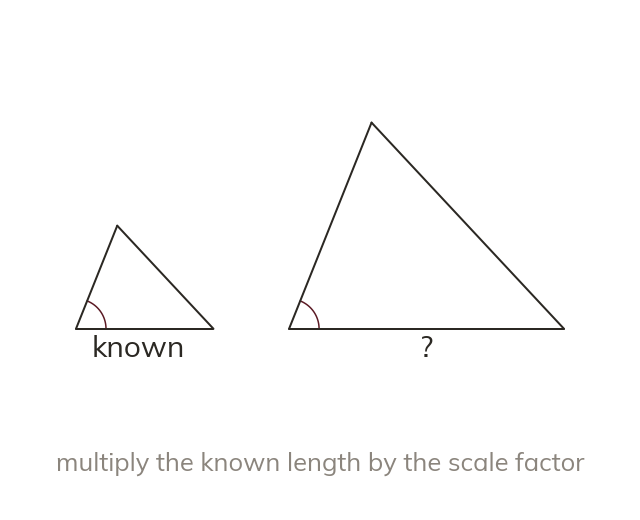 known
?
multiply the known length by the scale factor